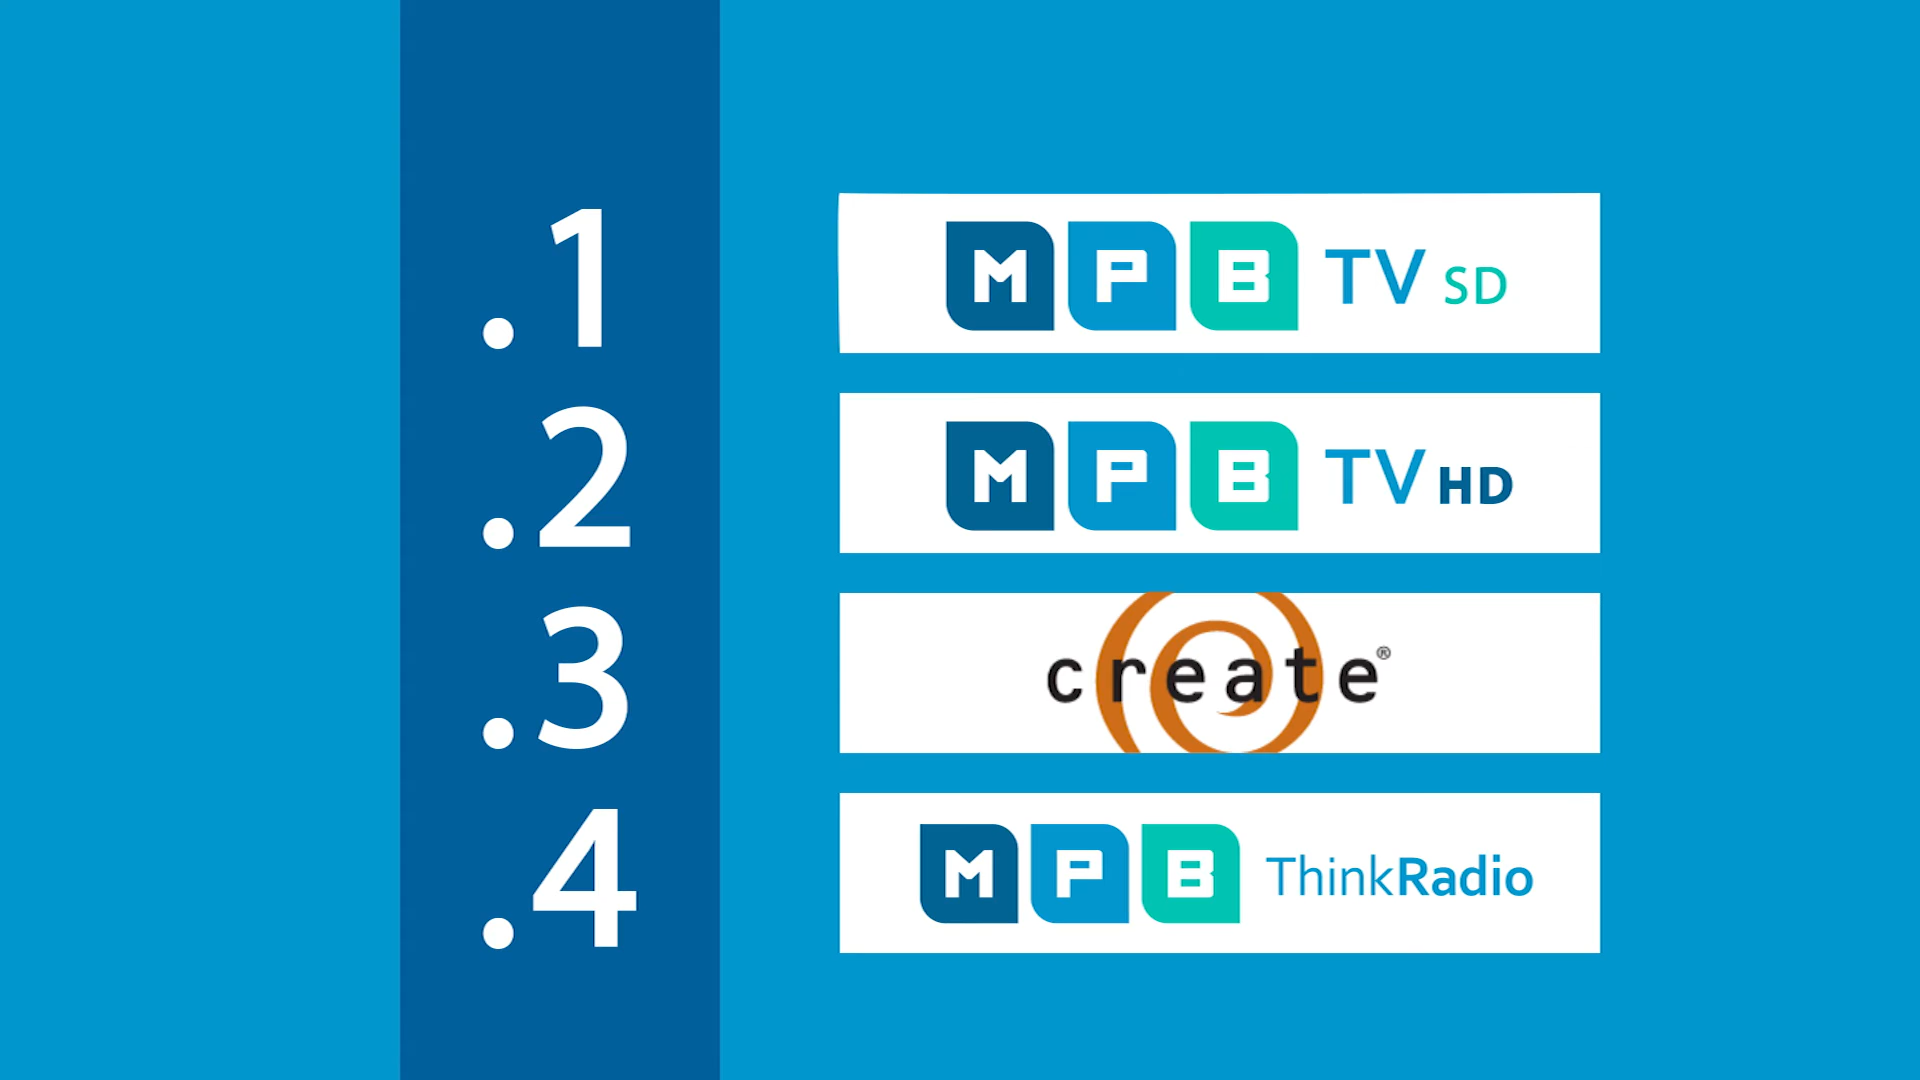 .1 MPB TV SD
.2 MPB TV HD
.3 create®
.4 MPB ThinkRadio